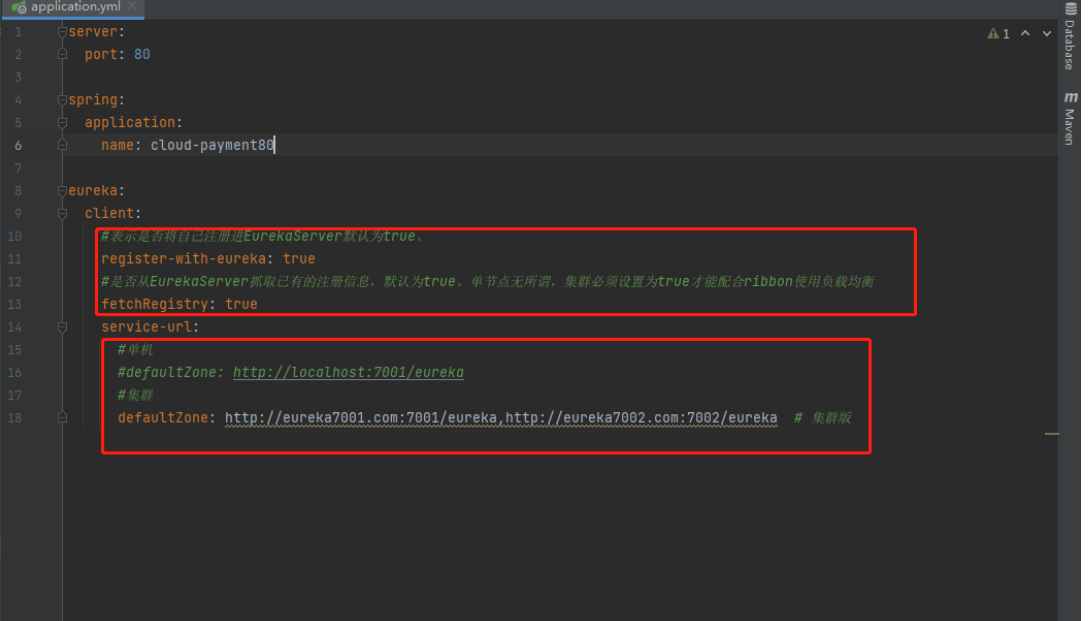 application.yml
1 server:
2 port: 80
3
4 spring:
5 application:
6 name: cloud-payment80
7
8 eureka:
9 client:
10 #表示是否将自己注册进EurekaServer默认为true。
11 register-with-eureka: true
12 #是否从EurekaServer抓取已有的注册信息，默认为true。单节点无所谓，集群必须设置为true才能配合ribbon使用负载均衡
13 fetchRegistry: true
14 service-url:
15 #单机
16 #defaultZone: http://localhost:7001/eureka
17 #集群
18 defaultZone: http://eureka7001.com:7001/eureka,http://eureka7002.com:7002/eureka # 集群版
1
Database
m Maven